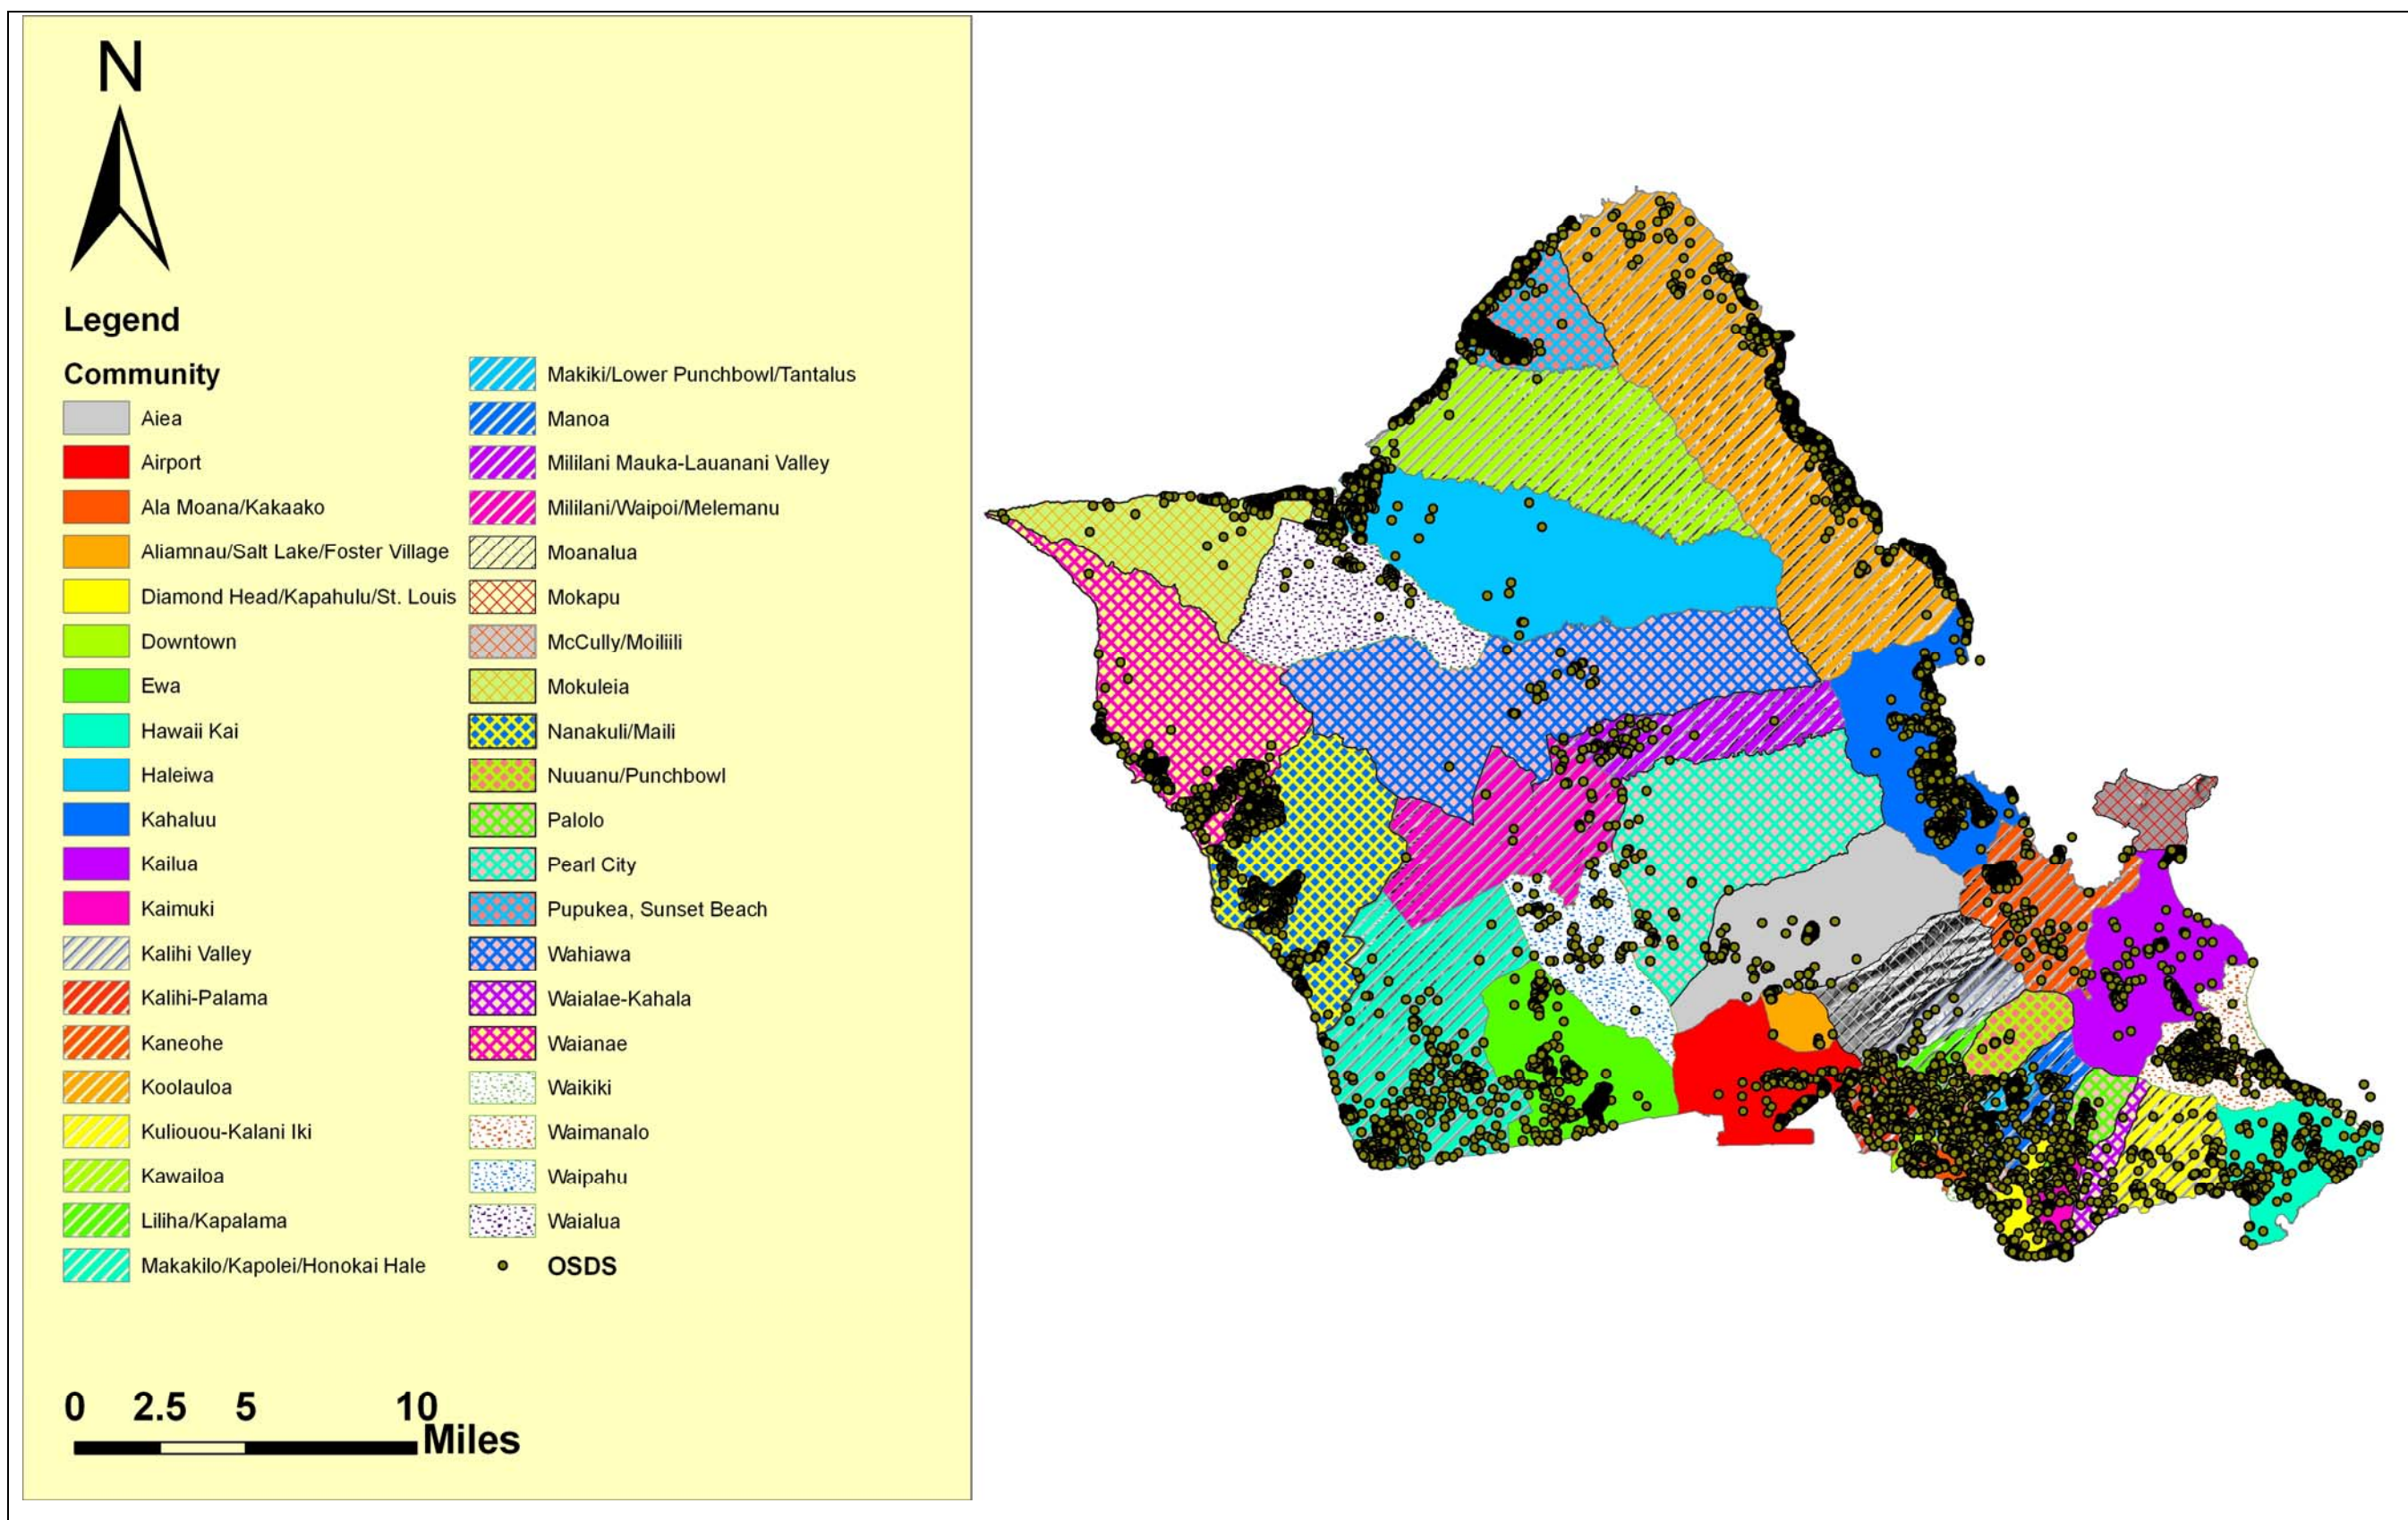 N
Legend
Community
Aiea
Airport
Ala Moana/Kakaako
Aliamnau/Salt Lake/Foster Village
Diamond Head/Kapahulu/St. Louis
Downtown
Ewa
Hawaii Kai
Haleiwa
Kahaluu
Kailua
Kaimuki
Kalihi Valley
Kalihi-Palama
Kaneohe
Koolauloa
Kuliouou-Kalani Iki
Kawailoa
Liliha/Kapalama
Makakilo/Kapolei/Honokai Hale
Makiki/Lower Punchbowl/Tantalus
Manoa
Mililani Mauka-Lauanani Valley
Mililani/Waipoi/Melemanu
Moanalua
Mokapu
McCully/Moiliili
Mokuleia
Nanakuli/Maili
Nuuanu/Punchbowl
Palolo
Pearl City
Pupukea, Sunset Beach
Wahiawa
Waialae-Kahala
Waianae
Waikiki
Waimanalo
Waipahu
Waialua
OSDS
0 2.5 5 10
Miles